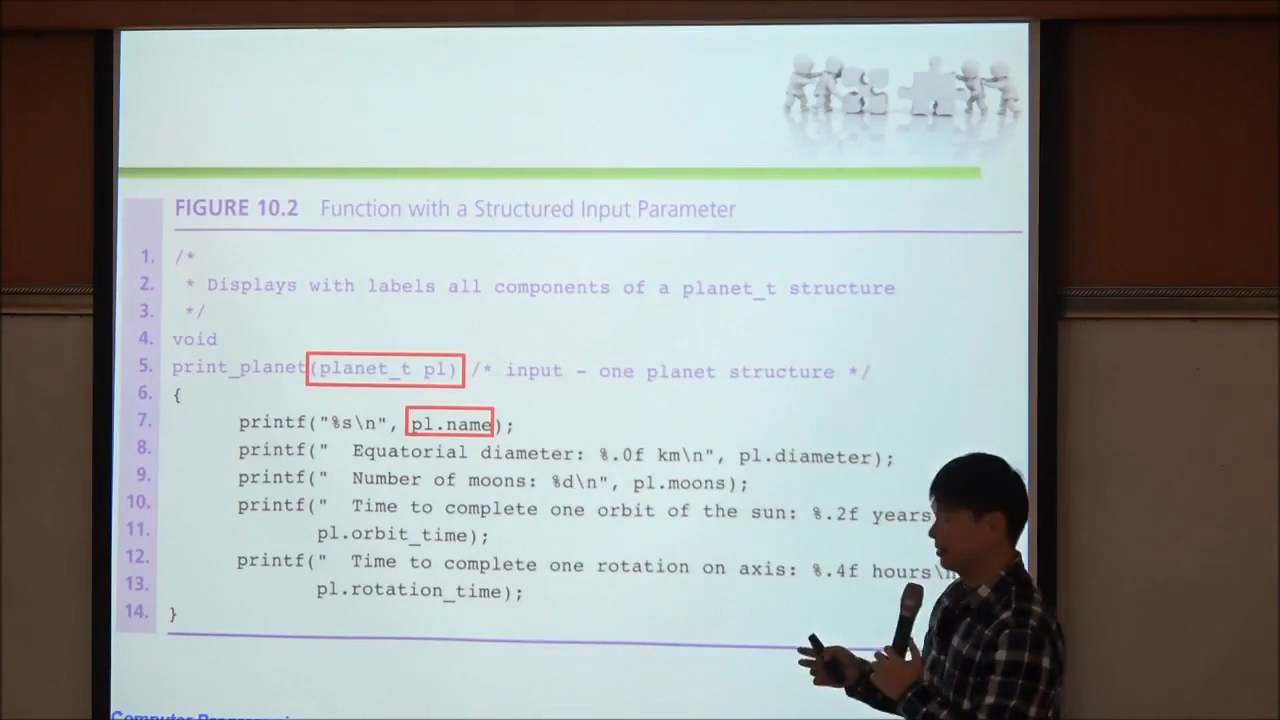 FIGURE 10.2 Function with a Structured Input Parameter
1. /*
2. * Displays with labels all components of a planet_t structure
3. */
4. void
5. print_planet(planet_t pl) /* input - one planet structure */
6. {
7. printf("%s\n", pl.name);
8. printf(" Equatorial diameter: %.0f km\n", pl.diameter);
9. printf(" Number of moons: %d\n", pl.moons);
10. printf(" Time to complete one orbit of the sun: %.2f years
11. pl.orbit_time);
12. printf(" Time to complete one rotation on axis: %.4f hours\n
13. pl.rotation_time);
14. }
Computer